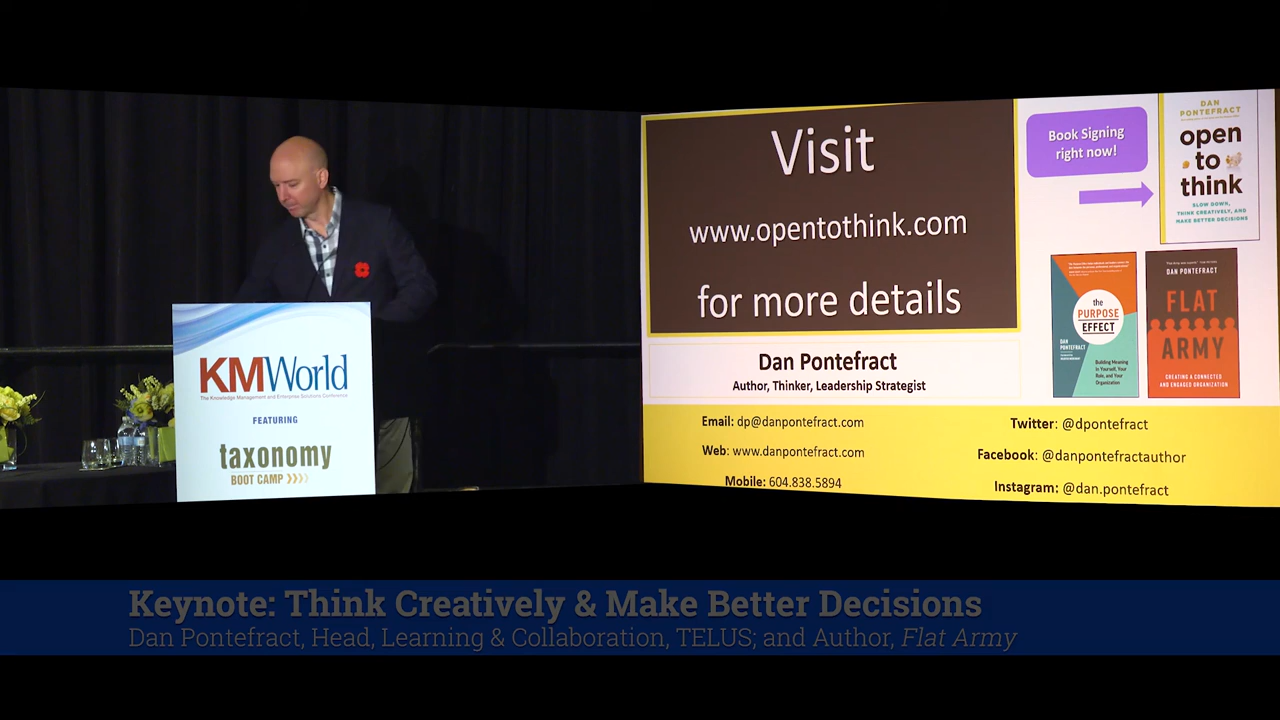 KMWorld
The Knowledge Management and Enterprise Solutions Conference
FEATURING
taxonomy
BOOT CAMP
Visit
www.opentothink.com
for more details
Dan Pontefract
Author, Thinker, Leadership Strategist
Email: dp@danpontefract.com
Web: www.danpontefract.com
Mobile: 604.838.5894
Twitter: @dpontefract
Facebook: @danpontefractauthor
Instagram: @dan.pontefract
Book Signing
right now!
DAN
PONTEFRACT
open
to
think
SLOW DOWN,
THINK CREATIVELY, AND
MAKE BETTER DECISIONS
the
PURPOSE
EFFECT
DAN
PONTEFRACT
Building Meaning
in Yourself, Your
Role, and Your
Organization
DAN PONTEFRACT
FLAT
ARMY
CREATING A CONNECTED
AND ENGAGED ORGANIZATION
Keynote: Think Creatively & Make Better Decisions
Dan Pontefract, Head, Learning & Collaboration, TELUS; and Author, Flat Army